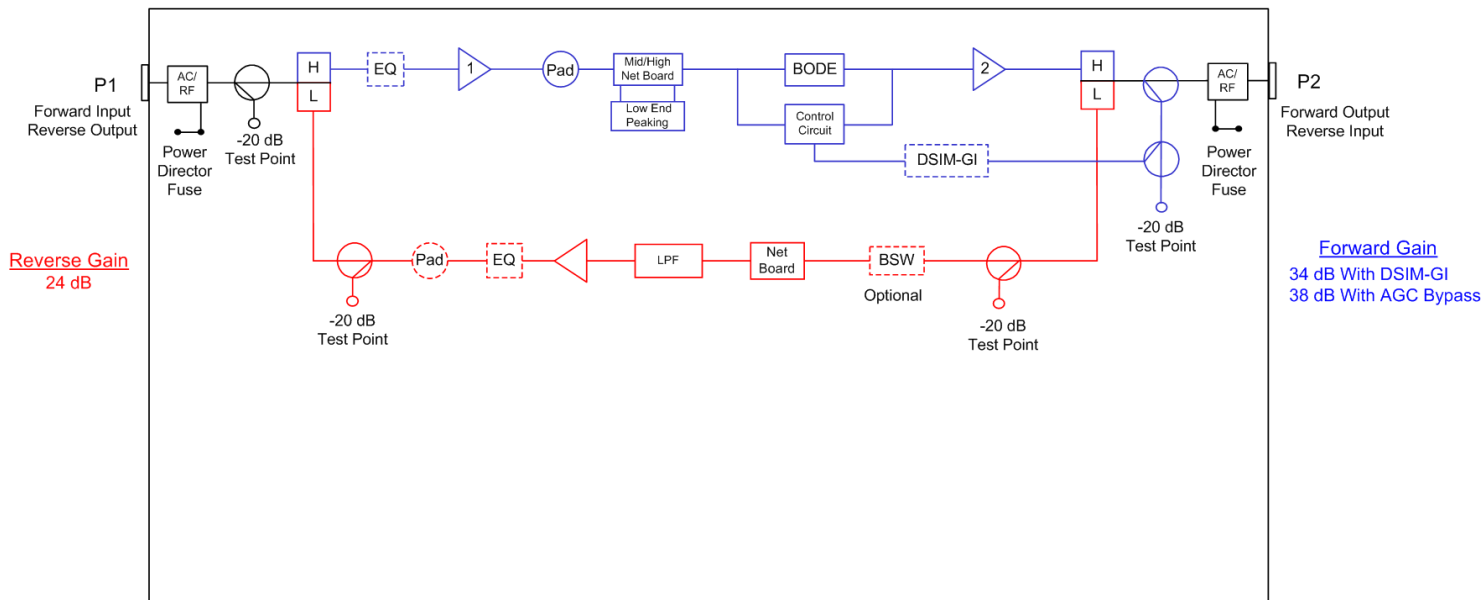 P1
Forward Input
Reverse Output
AC/
RF
Power
Director
Fuse
-20 dB
Test Point
H
L
EQ
1
Pad
Mid/High
Net Board
Low End
Peaking
BODE
Control
Circuit
DSIM-GI
2
H
L
-20 dB
Test Point
AC/
RF
Power
Director
Fuse
P2
Forward Output
Reverse Input
Reverse Gain
24 dB
-20 dB
Test Point
Pad
EQ
LPF
Net
Board
BSW
Optional
-20 dB
Test Point
Forward Gain
34 dB With DSIM-GI
38 dB With AGC Bypass